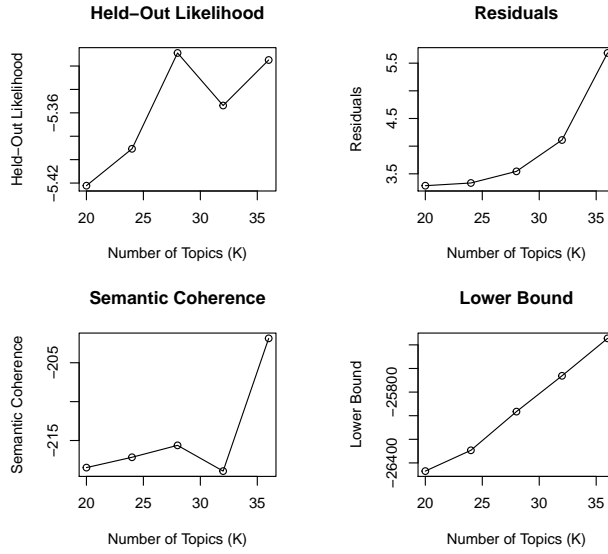 Held−Out Likelihood
Held−Out Likelihood
−5.36
−5.42
20 25 30 35
Number of Topics (K)
Residuals
Residuals
5.5
4.5
3.5
20 25 30 35
Number of Topics (K)
Semantic Coherence
Semantic Coherence
−205
−215
20 25 30 35
Number of Topics (K)
Lower Bound
Lower Bound
−25800
−26400
20 25 30 35
Number of Topics (K)